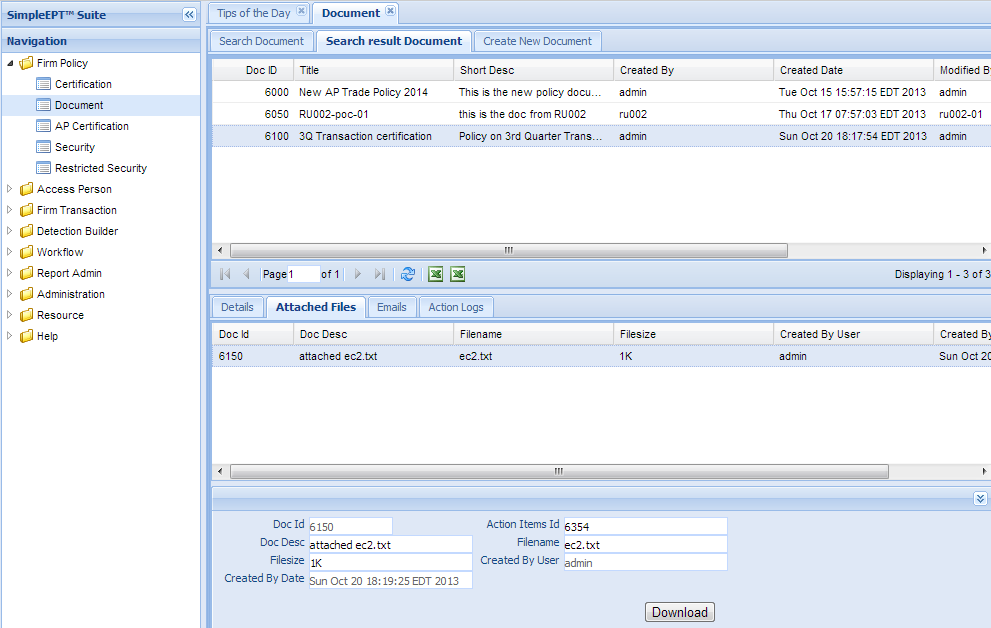 SimpleEPT™ Suite
Navigation
Firm Policy
Certification
Document
AP Certification
Security
Restricted Security
Access Person
Firm Transaction
Detection Builder
Workflow
Report Admin
Administration
Resource
Help
Tips of the Day Document
Search Document Search result Document Create New Document
Doc ID Title Short Desc Created By Created Date Modified B
6000 New AP Trade Policy 2014 This is the new policy docu... admin Tue Oct 15 15:57:15 EDT 2013 admin
6050 RU002-poc-01 this is the doc from RU002 ru002 Thu Oct 17 07:57:03 EDT 2013 ru002-01
6100 3Q Transaction certification Policy on 3rd Quarter Trans... admin Sun Oct 20 18:17:54 EDT 2013 admin
Page 1 of 1 Displaying 1 - 3 of 3
Details Attached Files Emails Action Logs
Doc Id Doc Desc Filename Filesize Created By User Created By
6150 attached ec2.txt ec2.txt 1K admin Sun Oct 20
Doc Id 6150 Action Items Id 6354
Doc Desc attached ec2.txt Filename ec2.txt
Filesize 1K Created By User admin
Created By Date Sun Oct 20 18:19:25 EDT 2013
Download